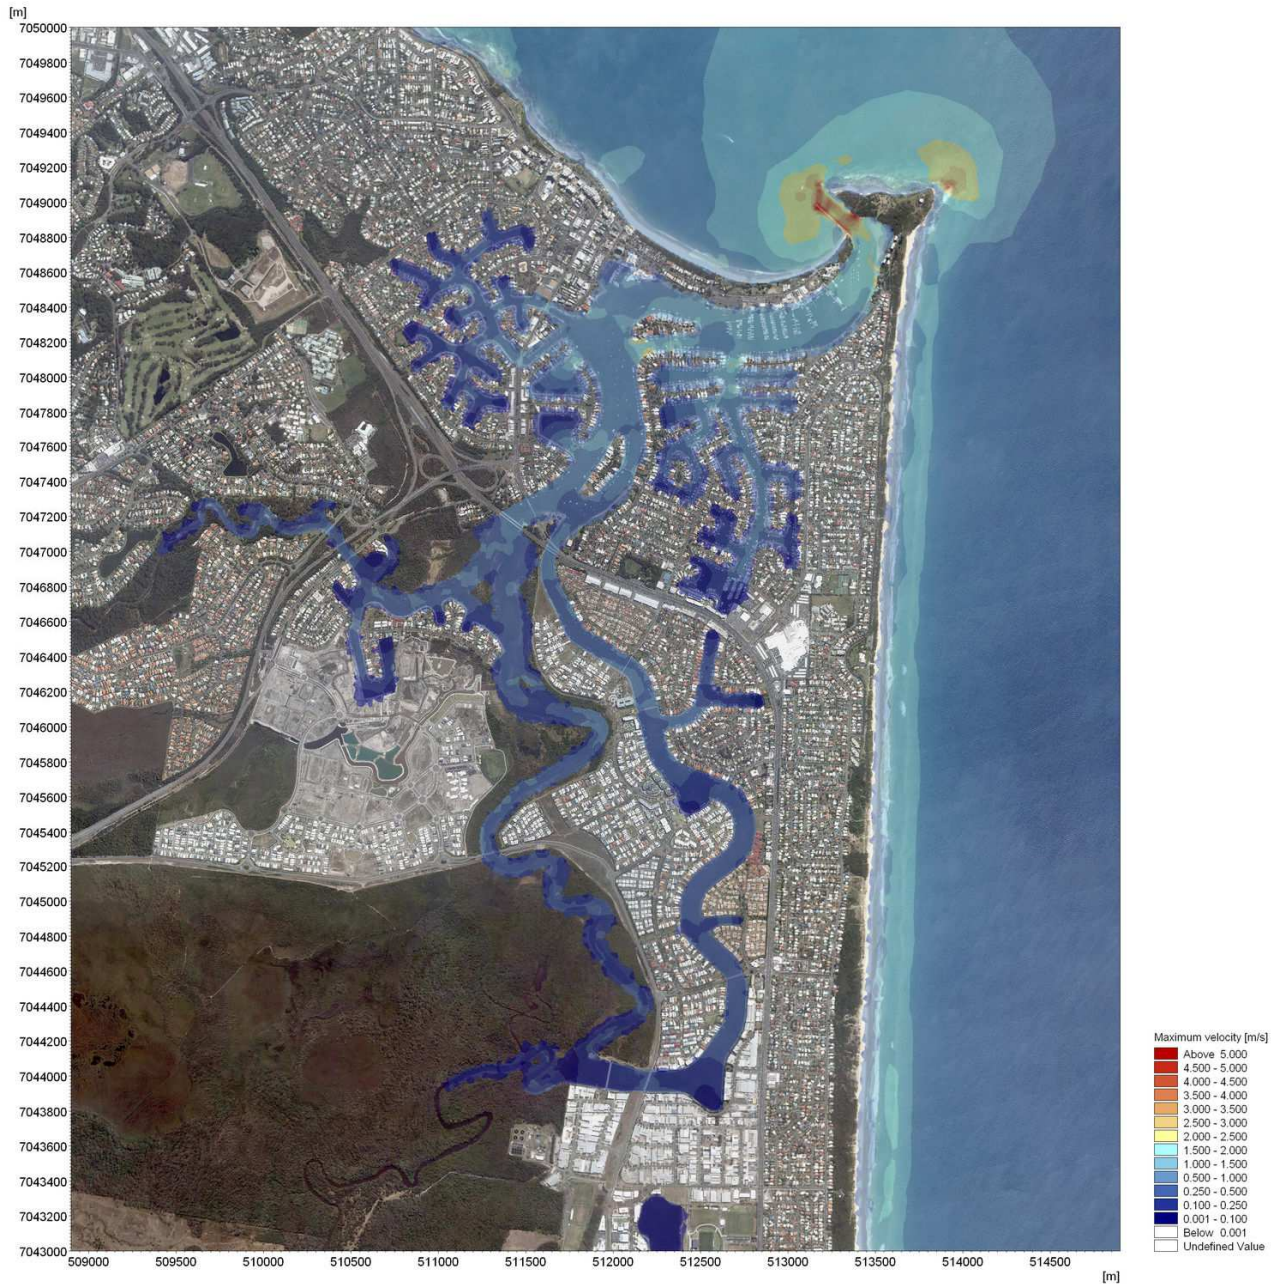 [m]
7050000
7049800
7049600
7049400
7049200
7049000
7048800
7048600
7048400
7048200
7048000
7047800
7047600
7047400
7047200
7047000
7046800
7046600
7046400
7046200
7046000
7045800
7045600
7045400
7045200
7045000
7044800
7044600
7044400
7044200
7044000
7043800
7043600
7043400
7043200
7043000
509000 509500 510000 510500 511000 511500 512000 512500 513000 513500 514000 514500
[m]
Maximum velocity [m/s]
Above 5.000
4.500 - 5.000
4.000 - 4.500
3.500 - 4.000
3.000 - 3.500
2.500 - 3.000
2.000 - 2.500
1.500 - 2.000
1.000 - 1.500
0.500 - 1.000
0.250 - 0.500
0.100 - 0.250
0.001 - 0.100
Below 0.001
Undefined Value